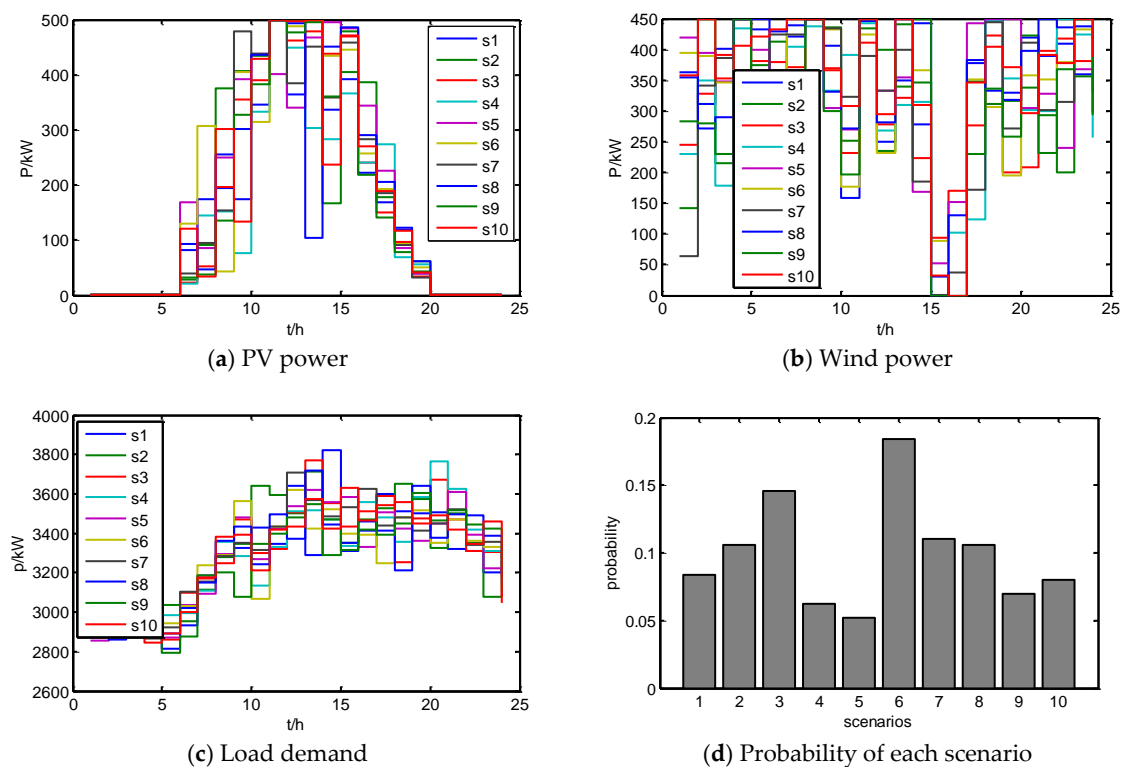 500
400
300
200
100
0
P/kW
0 5 10 15 20 25
t/h
s1
s2
s3
s4
s5
s6
s7
s8
s9
s10
(a) PV power
450
400
350
300
250
200
150
100
50
0
P/kW
0 5 10 15 20 25
t/h
s1
s2
s3
s4
s5
s6
s7
s8
s9
s10
(b) Wind power
4000
3800
3600
3400
3200
3000
2800
2600
p/kW
0 5 10 15 20 25
t/h
s1
s2
s3
s4
s5
s6
s7
s8
s9
s10
(c) Load demand
0.2
0.15
0.1
0.05
0
probability
1 2 3 4 5 6 7 8 9 10
scenarios
(d) Probability of each scenario